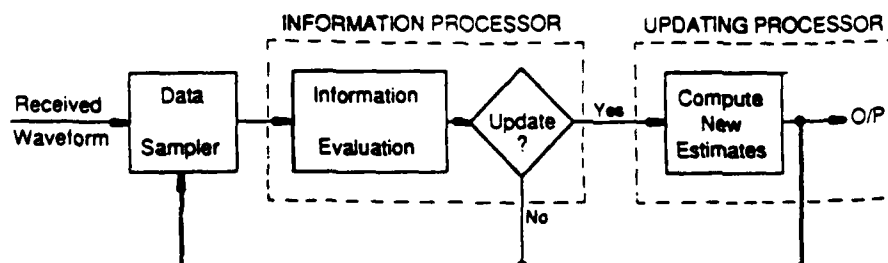 INFORMATION PROCESSOR
UPDATING PROCESSOR
Received
Waveform
Data
Sampler
Information
Evaluation
Update
?
Yes
No
Compute
New
Estimates
O/P